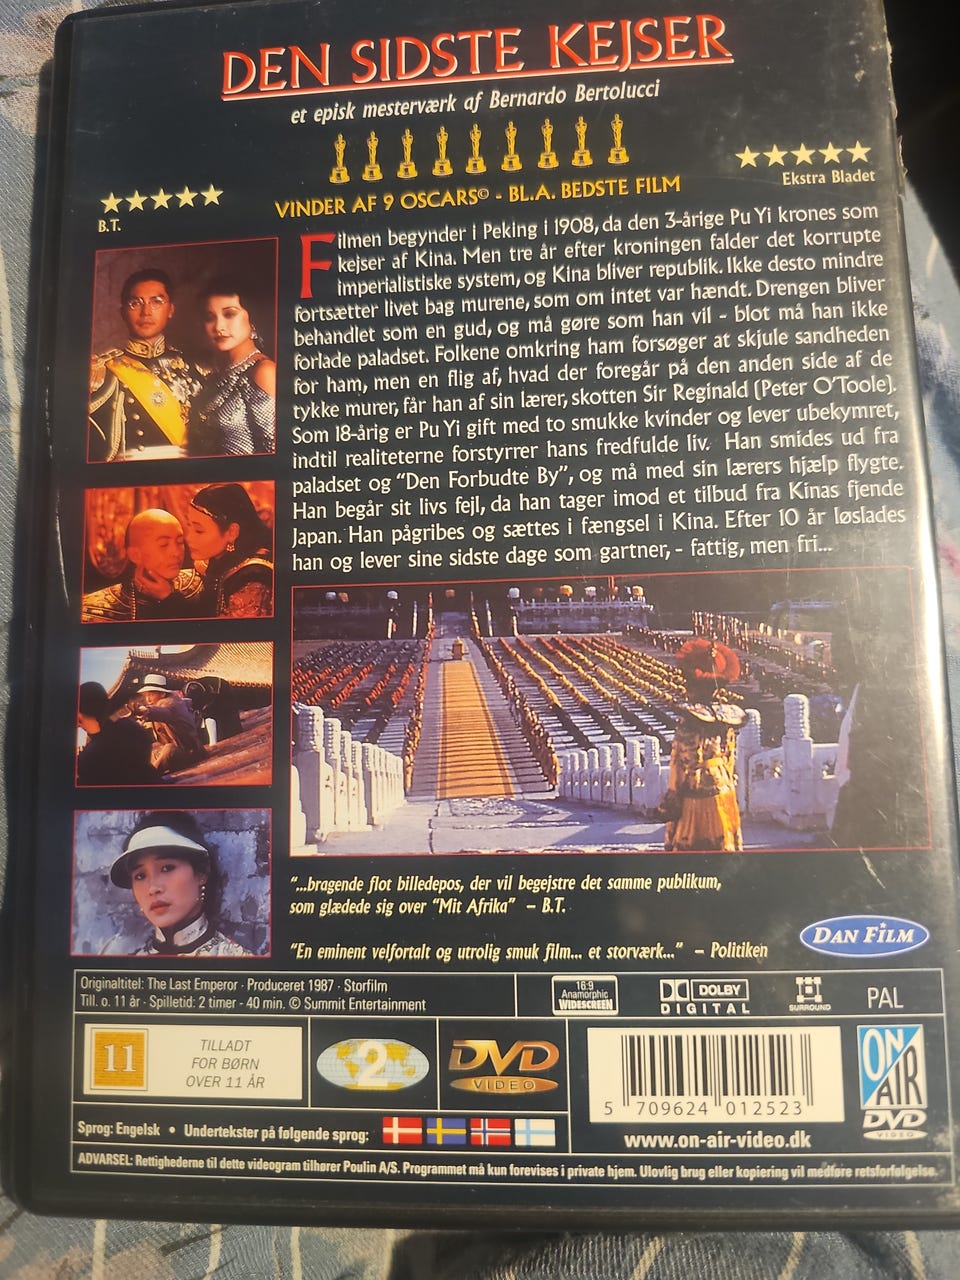 DEN SIDSTE KEJSER
et episk mesterværk af Bernardo Bertolucci
B.T.
Ekstra Bladet
VINDER AF 9 OSCARS© - BL.A. BEDSTE FILM
Filmen begynder i Peking i 1908, da den 3-årige Pu Yi krones som
kejser af Kina. Men tre år efter kroningen falder det korrupte
imperialistiske system, og Kina bliver republik. Ikke desto mindre
fortsætter livet bag murene, som om intet var hændt. Drengen bliver
behandlet som en gud, og må gøre som han vil - blot må han ikke
forlade paladset. Folkene omkring ham forsøger at skjule sandheden
for ham, men en flig af, hvad der foregår på den anden side af de
tykke murer, får han af sin lærer, skotten Sir Reginald (Peter O'Toole).
Som 18-årig er Pu Yi gift med to smukke kvinder og lever ubekymret,
indtil realiteterne forstyrrer hans fredfulde liv. Han smides ud fra
paladset og "Den Forbudte By", og må med sin lærers hjælp flygte.
Han begår sit livs fejl, da han tager imod et tilbud fra Kinas fjende
Japan. Han pågribes og sættes i fængsel i Kina. Efter 10 år løslades
han og lever sine sidste dage som gartner, - fattig, men fri...
"...bragende flot billedepos, der vil begejstre det samme publikum,
som glædede sig over "Mit Afrika" – B.T.
"En eminent velfortalt og utrolig smuk film... et storværk..." – Politiken
DAN FILM
Originaltitel: The Last Emperor · Produceret 1987 · Storfilm
Till. o. 11 år · Spilletid: 2 timer - 40 min. © Summit Entertainment
16:9
Anamorphic
WIDESCREEN
DOLBY
DIGITAL
SURROUND
PAL
11
TILLADT
FOR BØRN
OVER 11 ÅR
2
DVD
VIDEO
5 709624 012523
ON
AIR
DVD
VIDEO
Sprog: Engelsk • Undertekster på følgende sprog:
www.on-air-video.dk
ADVARSEL: Rettighederne til dette videogram tilhører Poulin A/S. Programmet må kun forevises i private hjem. Ulovlig brug eller kopiering vil medføre retsforfølgelse.